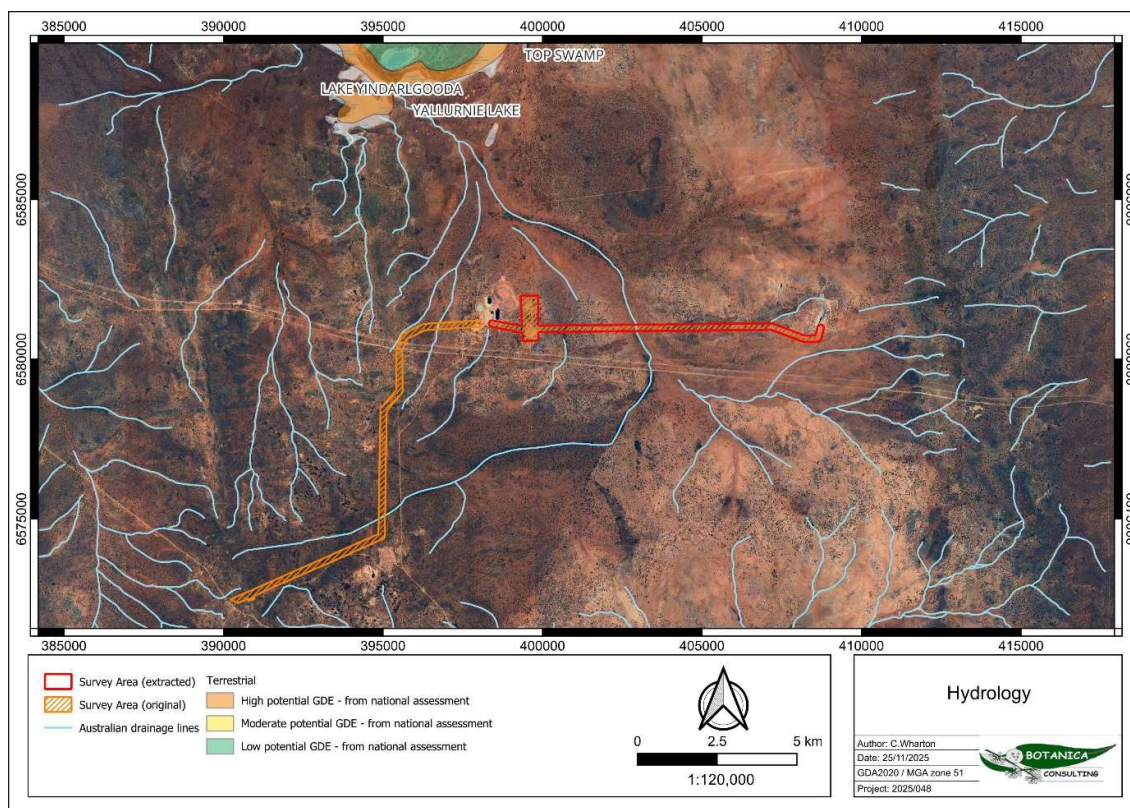 385000 390000 395000 400000 405000 410000 415000
TOP SWAMP
LAKE YINDARLGOODA
YALLURNIE LAKE
6585000 6585000
6580000 6580000
6575000 6575000
385000 390000 395000 400000 405000 410000 415000
Survey Area (extracted)
Survey Area (original)
Australian drainage lines
Terrestrial
High potential GDE - from national assessment
Moderate potential GDE - from national assessment
Low potential GDE - from national assessment
0 2.5 5 km
1:120,000
Hydrology
Author: C.Wharton
Date: 25/11/2025
GDA2020 / MGA zone 51
Project: 2025/048
BOTANICA
CONSULTING